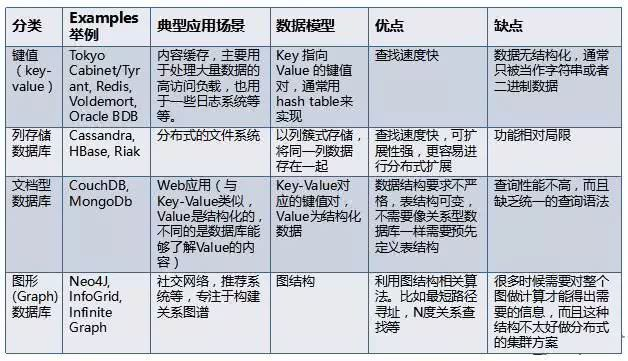 分类
Examples
举例
典型应用场景
数据模型
优点
缺点
键值
（key-
value）
Tokyo
Cabinet/Tyr
ant, Redis,
Voldemort,
Oracle BDB
内容缓存，主要用
于处理大量数据的
高访问负载，也用
于一些日志系统等
等。
Key 指向
Value 的键值
对，通常用
hash table来
实现
查找速度快
数据无结构化，通常
只被当作字符串或者
二进制数据
列存储
数据库
Cassandra,
HBase, Riak
分布式的文件系统
以列簇式存储，
将同一列数据
存在一起
查找速度快，可扩
展性强，更容易进
行分布式扩展
功能相对局限
文档型
数据库
CouchDB,
MongoDb
Web应用（与
Key-Value类似，
Value是结构化的，
不同的是数据库能
够了解Value的内
容）
Key-Value对
应的键值对，
Value为结构化
数据
数据结构要求不严
格，表结构可变，
不需要像关系型数
据库一样需要预先
定义表结构
查询性能不高，而且
缺乏统一的查询语法
图形
(Graph)
数据库
Neo4J,
InfoGrid,
Infinite
Graph
社交网络，推荐系
统等，专注于构建
关系图谱
图结构
利用图结构相关
算法。比如最短路径
寻址，N度关系查
找等
很多时候需要对整个
图做计算才能得出需
要的信息，而且这种
结构不太好做分布式
的集群方案